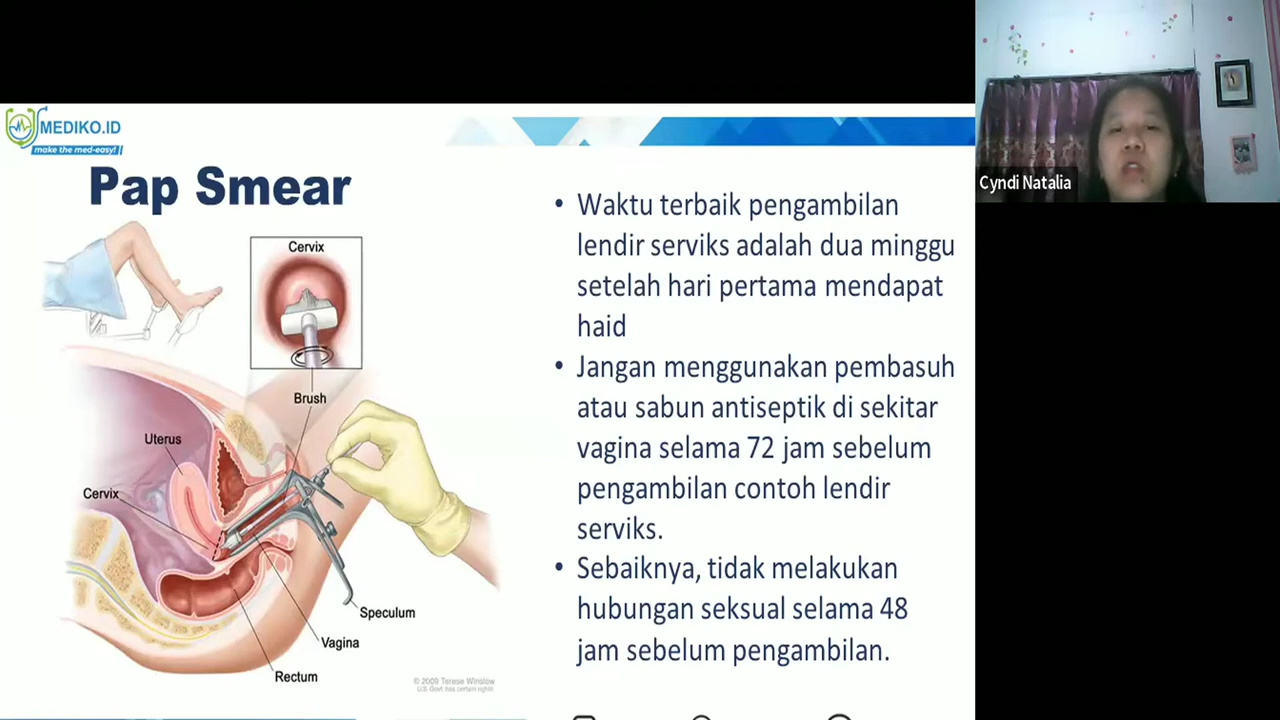 MEDIKO.ID
make the med-easy! ||
Pap Smear
Cervix
Brush
Uterus
Cervix
Speculum
Vagina
Rectum
© 2009 Terese Winslow
U.S. Govt. has certain rights
• Waktu terbaik pengambilan
lendir serviks adalah dua minggu
setelah hari pertama mendapat
haid
• Jangan menggunakan pembasuh
atau sabun antiseptik di sekitar
vagina selama 72 jam sebelum
pengambilan contoh lendir
serviks.
• Sebaiknya, tidak melakukan
hubungan seksual selama 48
jam sebelum pengambilan.
Cyndi Natalia